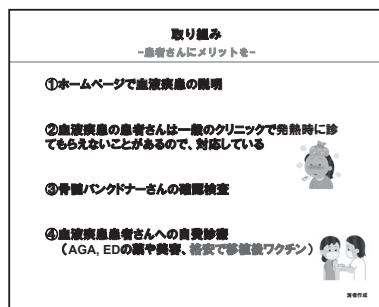 取り組み
-患者さんにメリットを-
①ホームページで血液疾患の説明
②血液疾患の患者さんは一般のクリニックで発熱時に診
てもらえないことがあるので、対応している
③骨髄バンクドナーさんの確認検査
④血液疾患患者さんへの自費診療
（AGA, EDの薬や美容、格安で移植後ワクチン）
演者作成